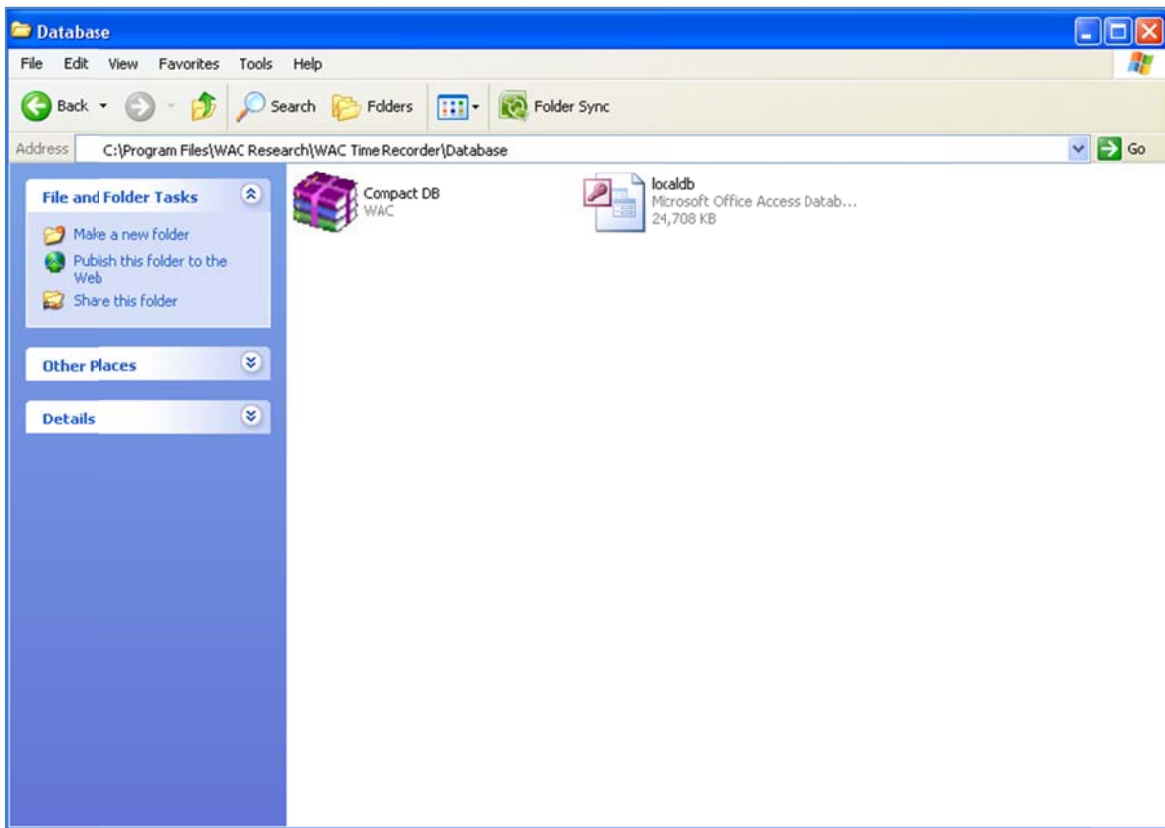 Database
File Edit View Favorites Tools Help
Back Search Folders Folder Sync
Address C:\Program Files\WAC Research\WAC Time Recorder\Database Go
File and Folder Tasks
Make a new folder
Publish this folder to the
Web
Share this folder
Other Places
Details
Compact DB
WAC
localdb
Microsoft Office Access Datab...
24,708 KB